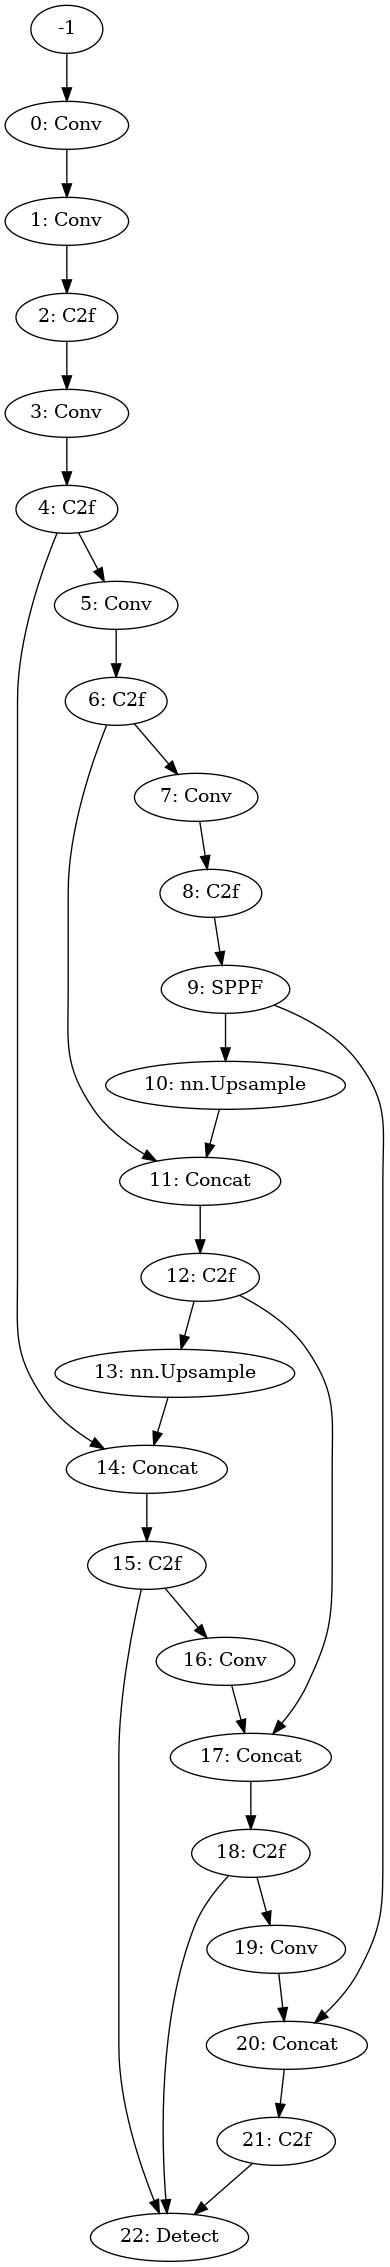 -1
0: Conv
1: Conv
2: C2f
3: Conv
4: C2f
5: Conv
6: C2f
7: Conv
8: C2f
9: SPPF
10: nn.Upsample
11: Concat
12: C2f
13: nn.Upsample
14: Concat
15: C2f
16: Conv
17: Concat
18: C2f
19: Conv
20: Concat
21: C2f
22: Detect